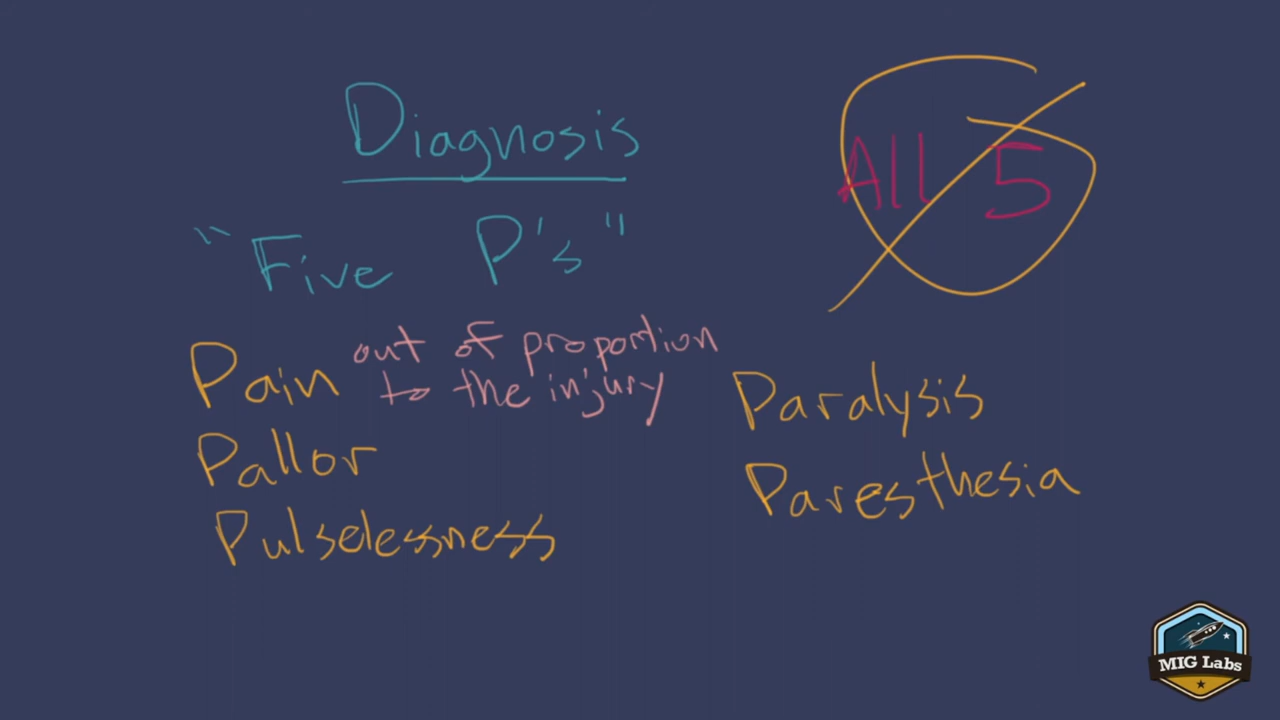 Diagnosis
"Five P's"
Pain out of proportion
to the injury
Pallor
Pulselessness
All 5
Paralysis
Paresthesia
MIG Labs